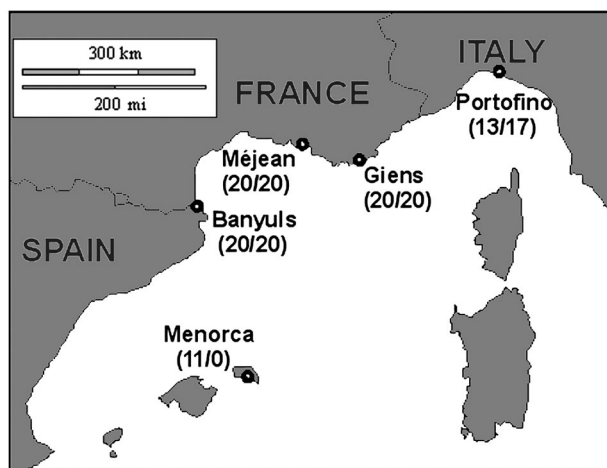 300 km
200 mi
ITALY
FRANCE
Portofino
(13/17)
Méjean
(20/20)
Giens
(20/20)
Banyuls
(20/20)
SPAIN
Menorca
(11/0)